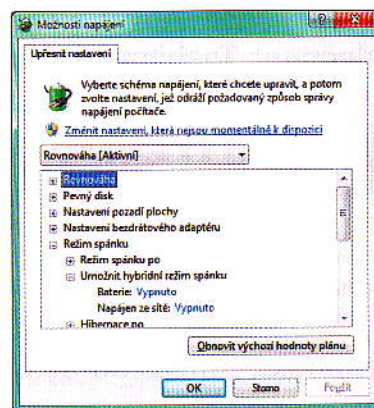 Možnosti napájení
Upřesnit nastavení
Vyberte schéma napájení, které chcete upravit, a potom
zvolte nastavení, jež odráží požadovaný způsob správy
napájení počítače.
Změnit nastavení, která nejsou momentálně k dispozici
Rovnováha [Aktivní]
Rovnováha
Pevný disk
Nastavení pozadí plochy
Nastavení bezdrátového adaptéru
Režim spánku
Režim spánku po
Umožnit hybridní režim spánku
Baterie: Vypnuto
Napájen ze sítě: Vypnuto
Hibernace po
Obnovit výchozí hodnoty plánu
OK Storno Použít